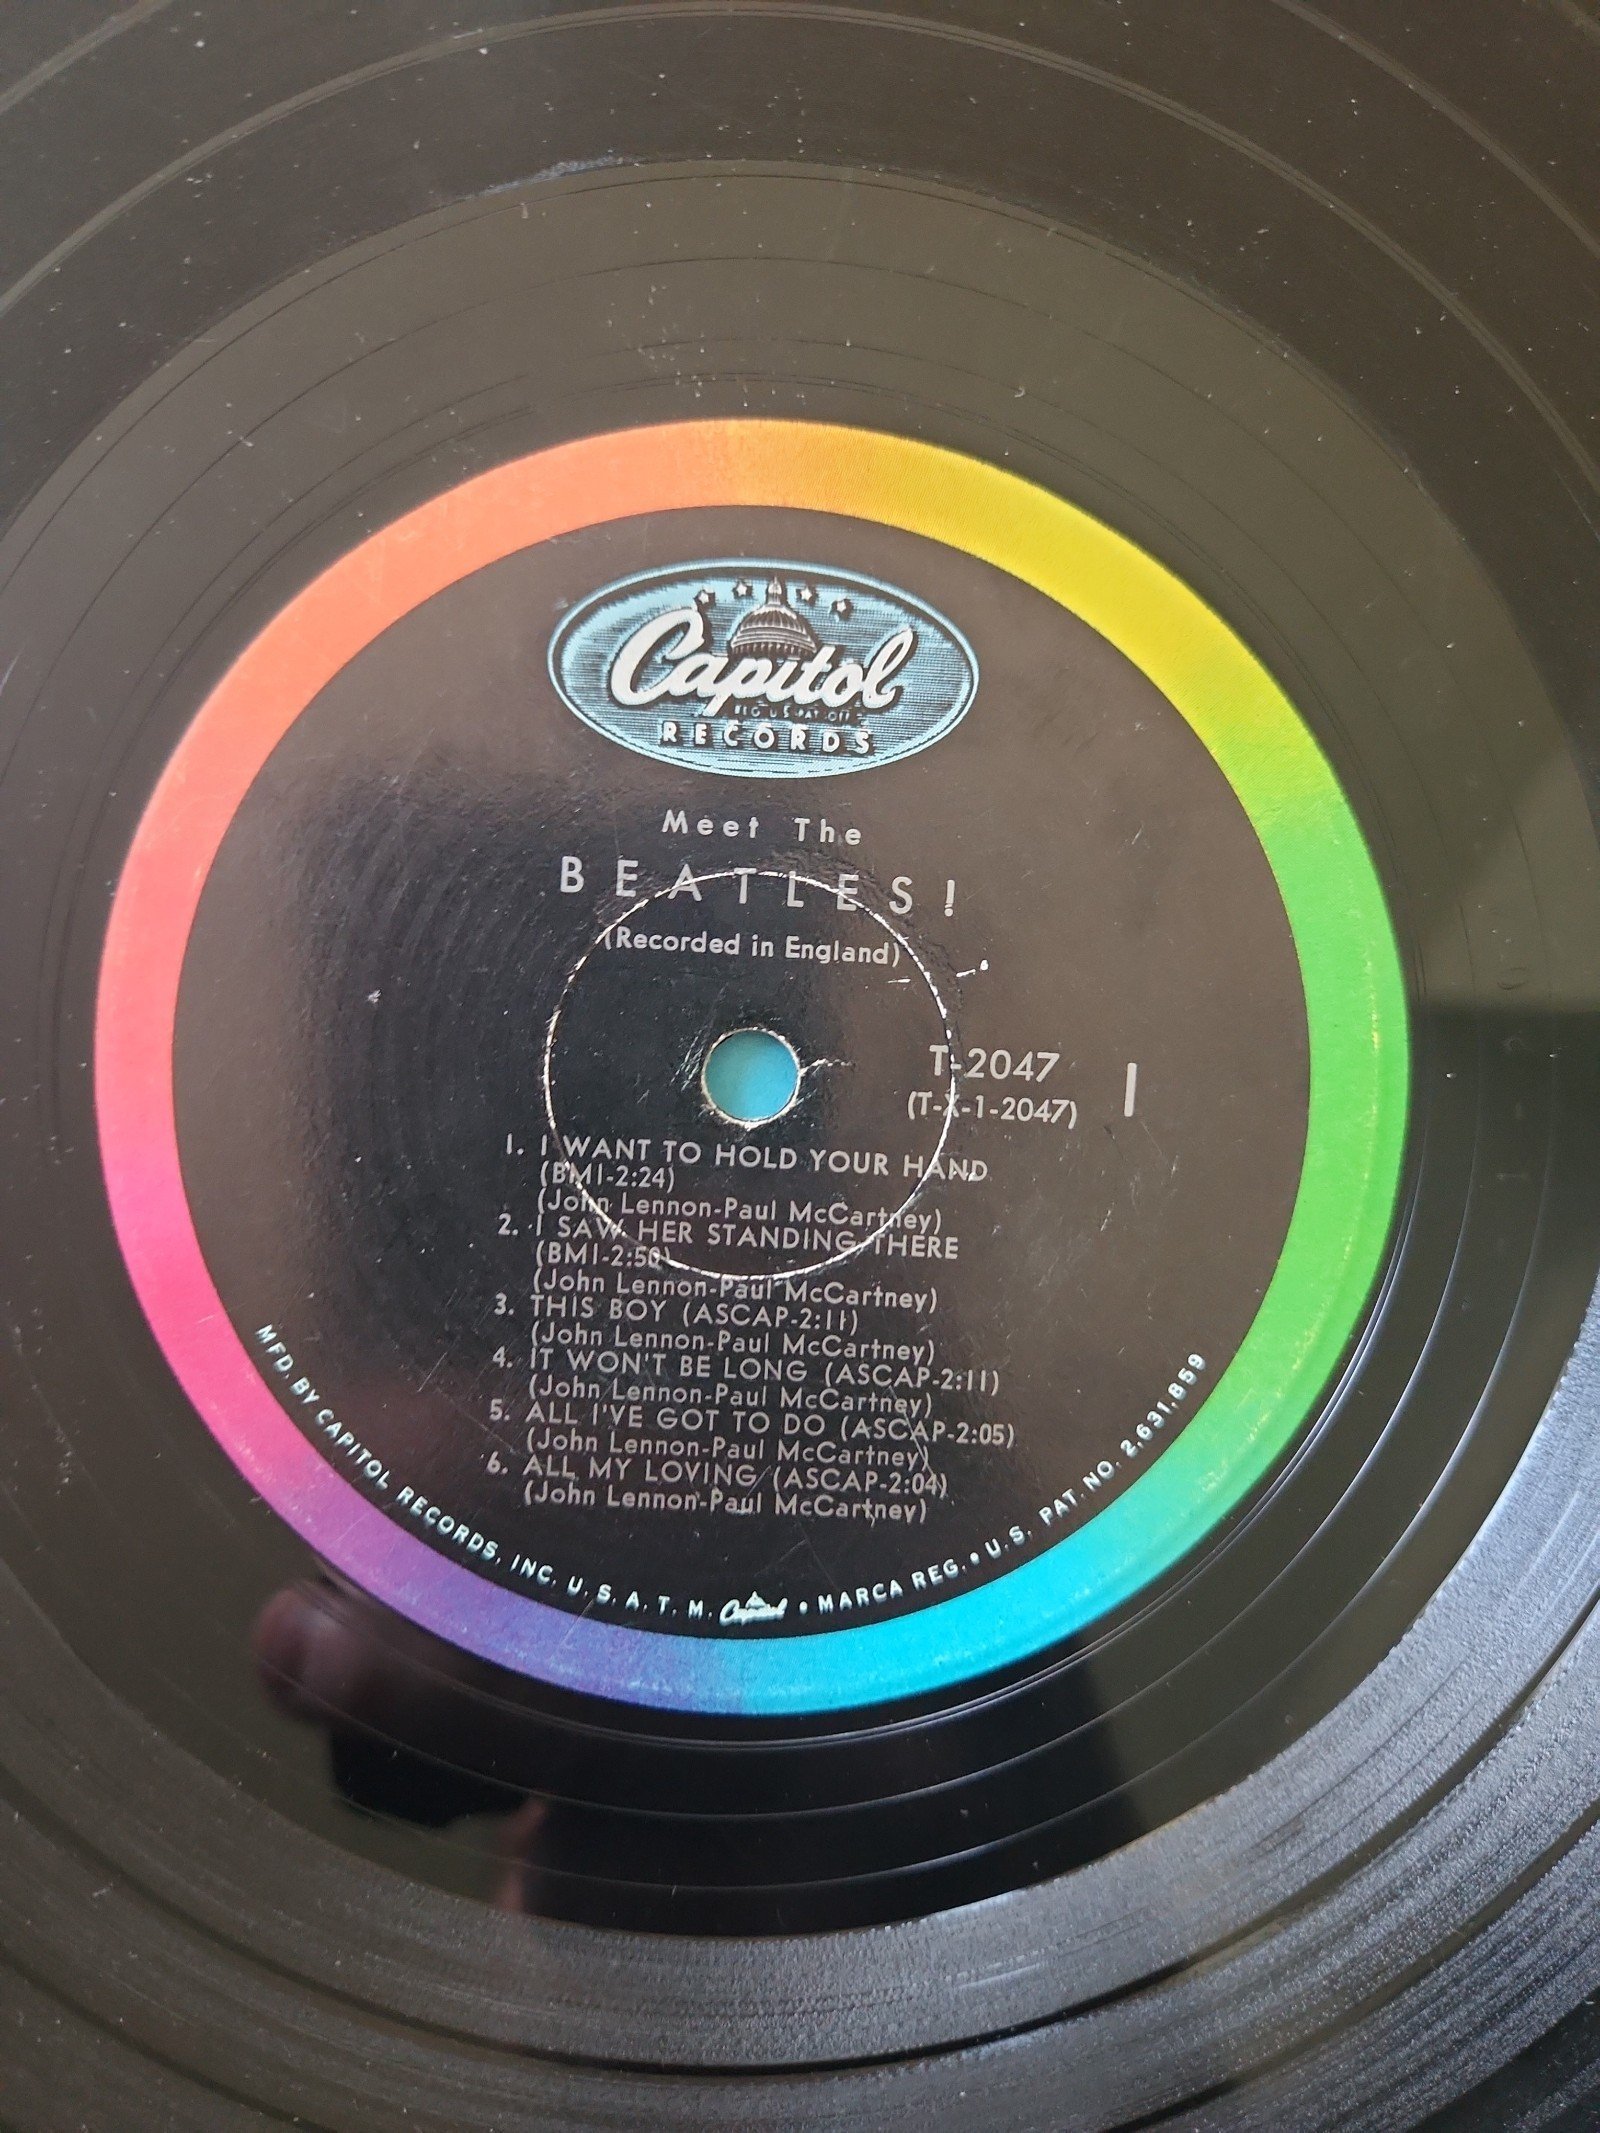 Capitol
REG. U.S. PAT. OFF.
RECORDS
Meet The
BEATLES!
(Recorded in England)
T-2047
(T-X-1-2047)
1
1. I WANT TO HOLD YOUR HAND
(BMI-2:24)
(John Lennon-Paul McCartney)
2. I SAW HER STANDING THERE
(BMI-2:50)
(John Lennon-Paul McCartney)
3. THIS BOY (ASCAP-2:11)
(John Lennon-Paul McCartney)
4. IT WON'T BE LONG (ASCAP-2:11)
(John Lennon-Paul McCartney)
5. ALL I'VE GOT TO DO (ASCAP-2:05)
(John Lennon-Paul McCartney)
6. ALL MY LOVING (ASCAP-2:04)
(John Lennon-Paul McCartney)
MFD. BY CAPITOL RECORDS, INC. U.S.A. T.M. Capitol • MARCA REG. • U.S. PAT. NO. 2,631,859